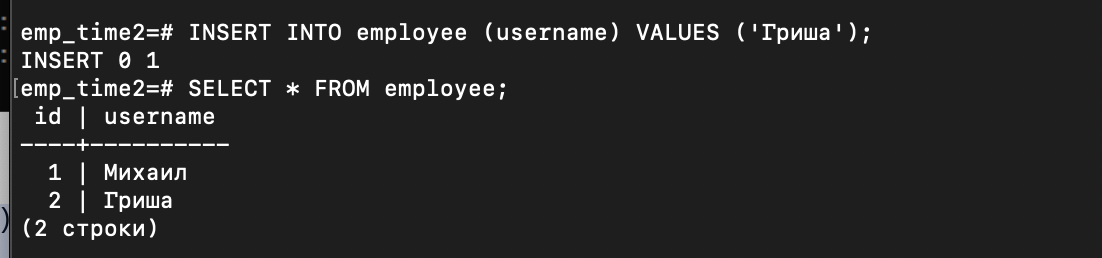 emp_time2=# INSERT INTO employee (username) VALUES ('Гриша');
INSERT 0 1
[emp_time2=# SELECT * FROM employee;
 id | username
----+----------
  1 | Михаил
  2 | Гриша
(2 строки)